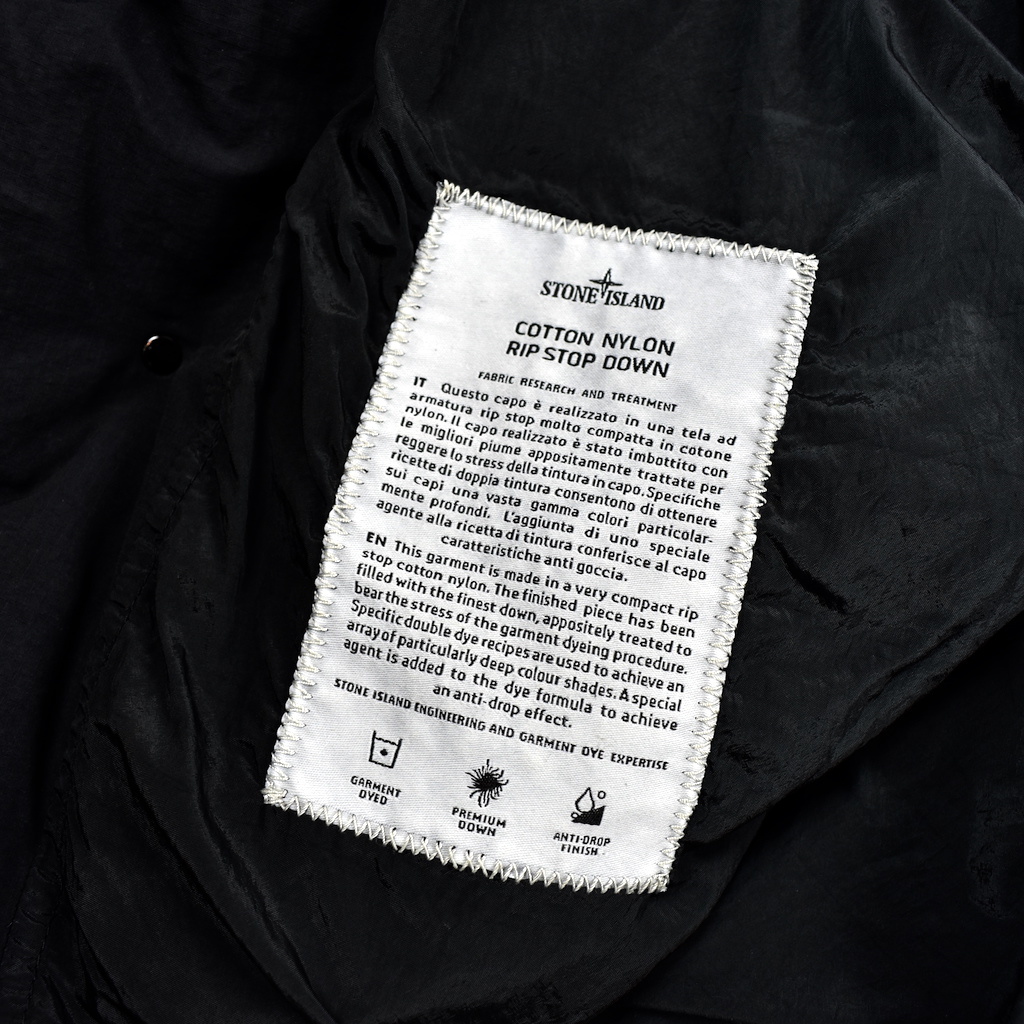 STONE ISLAND
COTTON NYLON
RIP STOP DOWN
FABRIC RESEARCH AND TREATMENT
IT Questo capo è realizzato in una tela ad
armatura rip stop molto compatta in cotone
nylon. Il capo realizzato è stato imbottito con
le migliori piume appositamente trattate per
reggere lo stress della tintura in capo. Specifiche
ricette di doppia tintura consentono di ottenere
sui capi una vasta gamma colori particolar-
mente profondi. L'aggiunta di uno speciale
agente alla ricetta di tintura conferisce al capo
caratteristiche anti goccia.
EN This garment is made in a very compact rip
stop cotton nylon. The finished piece has been
filled with the finest down, appositely treated to
bear the stress of the garment dyeing procedure.
Specific double dye recipes are used to achieve an
array of particularly deep colour shades. A special
agent is added to the dye formula to achieve
an anti-drop effect.
STONE ISLAND ENGINEERING AND GARMENT DYE EXPERTISE
GARMENT
DYED
PREMIUM
DOWN
ANTI-DROP
FINISH